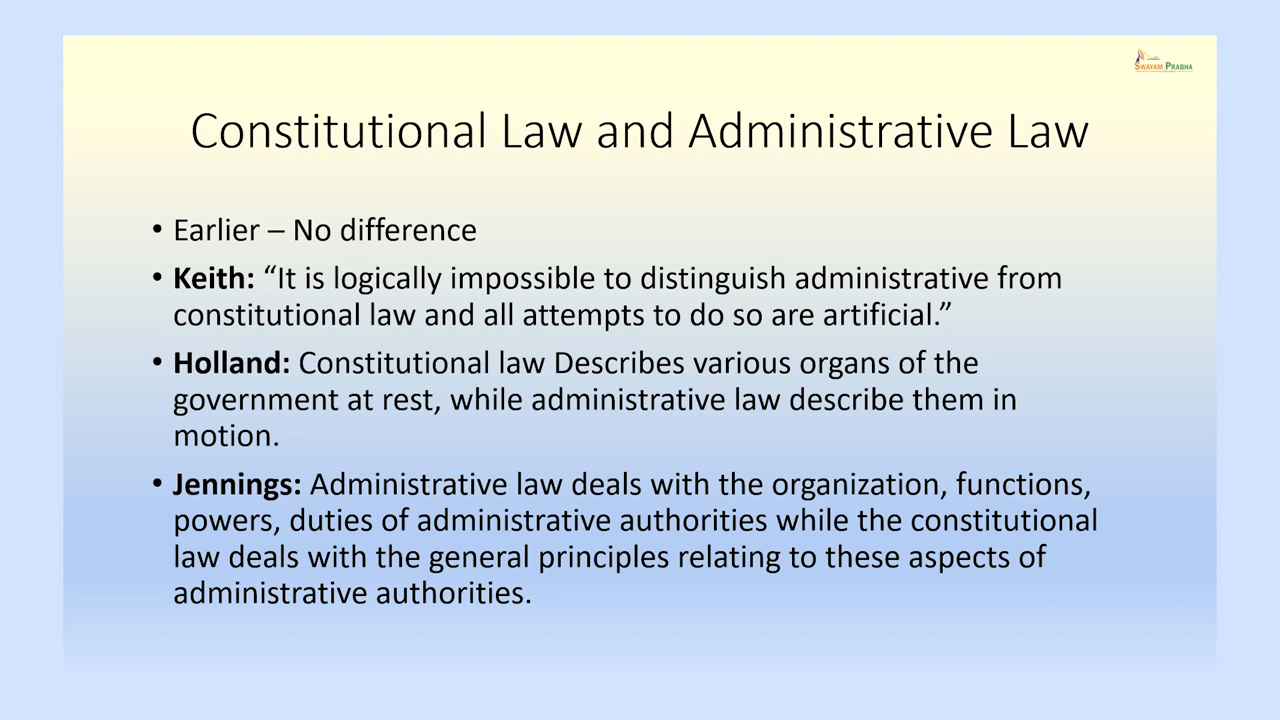 SWAYAM PRABHA
Constitutional Law and Administrative Law
• Earlier – No difference
• Keith: “It is logically impossible to distinguish administrative from
constitutional law and all attempts to do so are artificial.”
• Holland: Constitutional law Describes various organs of the
government at rest, while administrative law describe them in
motion.
• Jennings: Administrative law deals with the organization, functions,
powers, duties of administrative authorities while the constitutional
law deals with the general principles relating to these aspects of
administrative authorities.